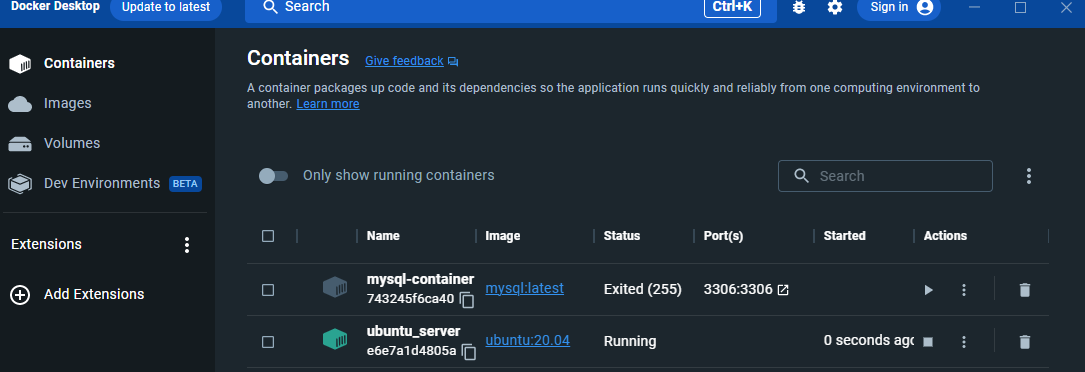 Docker Desktop Update to latest Search Ctrl+K Sign in
Containers
Images
Volumes
Dev Environments BETA
Extensions
Add Extensions
Containers Give feedback
A container packages up code and its dependencies so the application runs quickly and reliably from one computing environment to
another. Learn more
Only show running containers Search
Name Image Status Port(s) Started Actions
mysql-container mysql:latest Exited (255) 3306:3306
743245f6ca40
ubuntu_server ubuntu:20.04 Running 0 seconds ago
e6e7a1d4805a